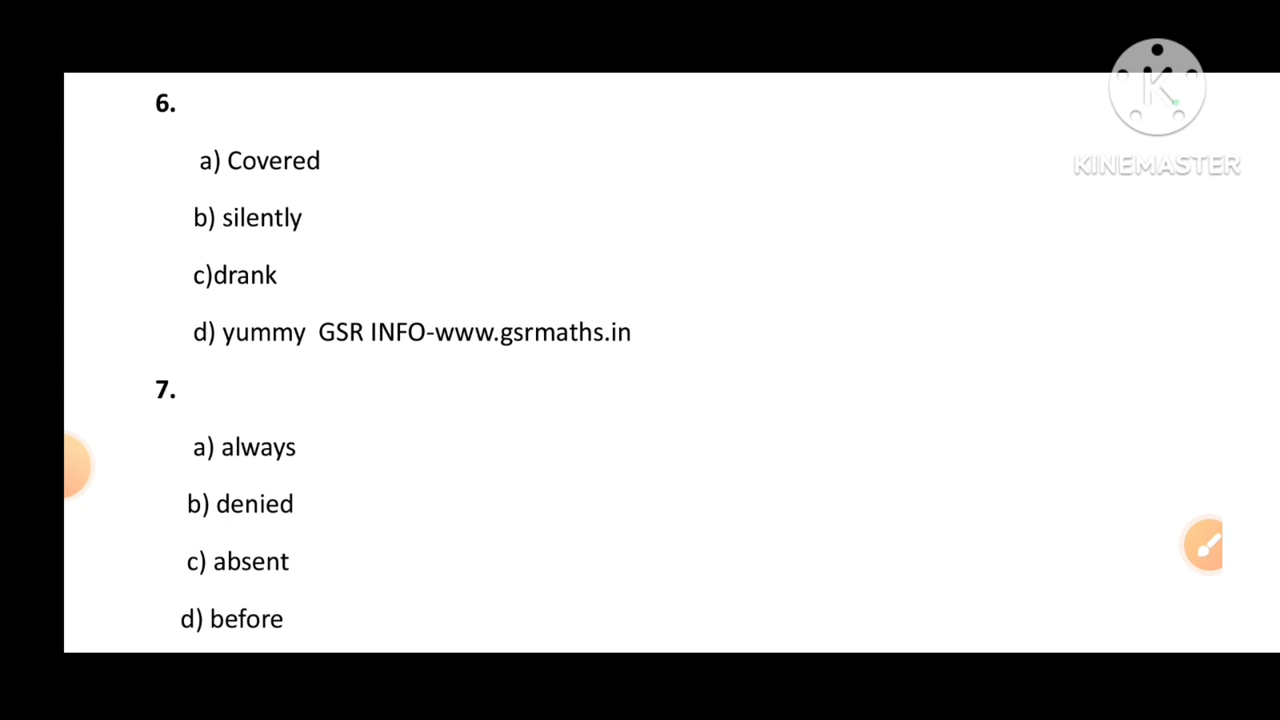 6.
a) Covered
b) silently
c)drank
d) yummy  GSR INFO-www.gsrmaths.in
7.
a) always
b) denied
c) absent
d) before
K
KINEMASTER